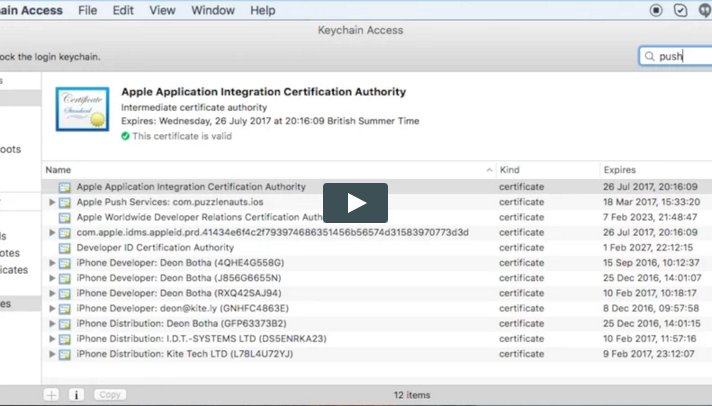 hain Access File Edit View Window Help
Keychain Access
ock the login keychain.
push
s
Apple Application Integration Certification Authority
Certificate
Standard
Intermediate certificate authority
Expires: Wednesday, 26 July 2017 at 20:16:09 British Summer Time
This certificate is valid
oots
Name Kind Expires
Apple Application Integration Certification Authority certificate 26 Jul 2017, 20:16:09
Apple Push Services: com.puzzlenauts.ios certificate 18 Mar 2017, 15:33:20
Apple Worldwide Developer Relations Certification Auth certificate 7 Feb 2023, 21:48:47
ls com.apple.idms.appleid.prd.41434e6f4c2f793974686351456b56574d31583970773d3d certificate 26 Jul 2017, 20:16:09
otes Developer ID Certification Authority certificate 1 Feb 2027, 22:12:15
icates iPhone Developer: Deon Botha (4QHE4G558G) certificate 15 Sep 2016, 10:12:37
iPhone Developer: Deon Botha (J856G6655N) certificate 25 Dec 2016, 14:01:07
iPhone Developer: Deon Botha (RXQ42SAJ94) certificate 10 Feb 2017, 10:18:17
es iPhone Developer: deon@kite.ly (GNHFC4863E) certificate 8 Dec 2016, 09:57:58
iPhone Distribution: Deon Botha (GFP63373B2) certificate 25 Dec 2016, 14:01:15
iPhone Distribution: I.D.T.-SYSTEMS LTD (DS5ENRKA23) certificate 10 Feb 2017, 11:57:16
iPhone Distribution: Kite Tech LTD (L78L4U72YJ) certificate 9 Feb 2017, 23:12:07
+ i Copy 12 items